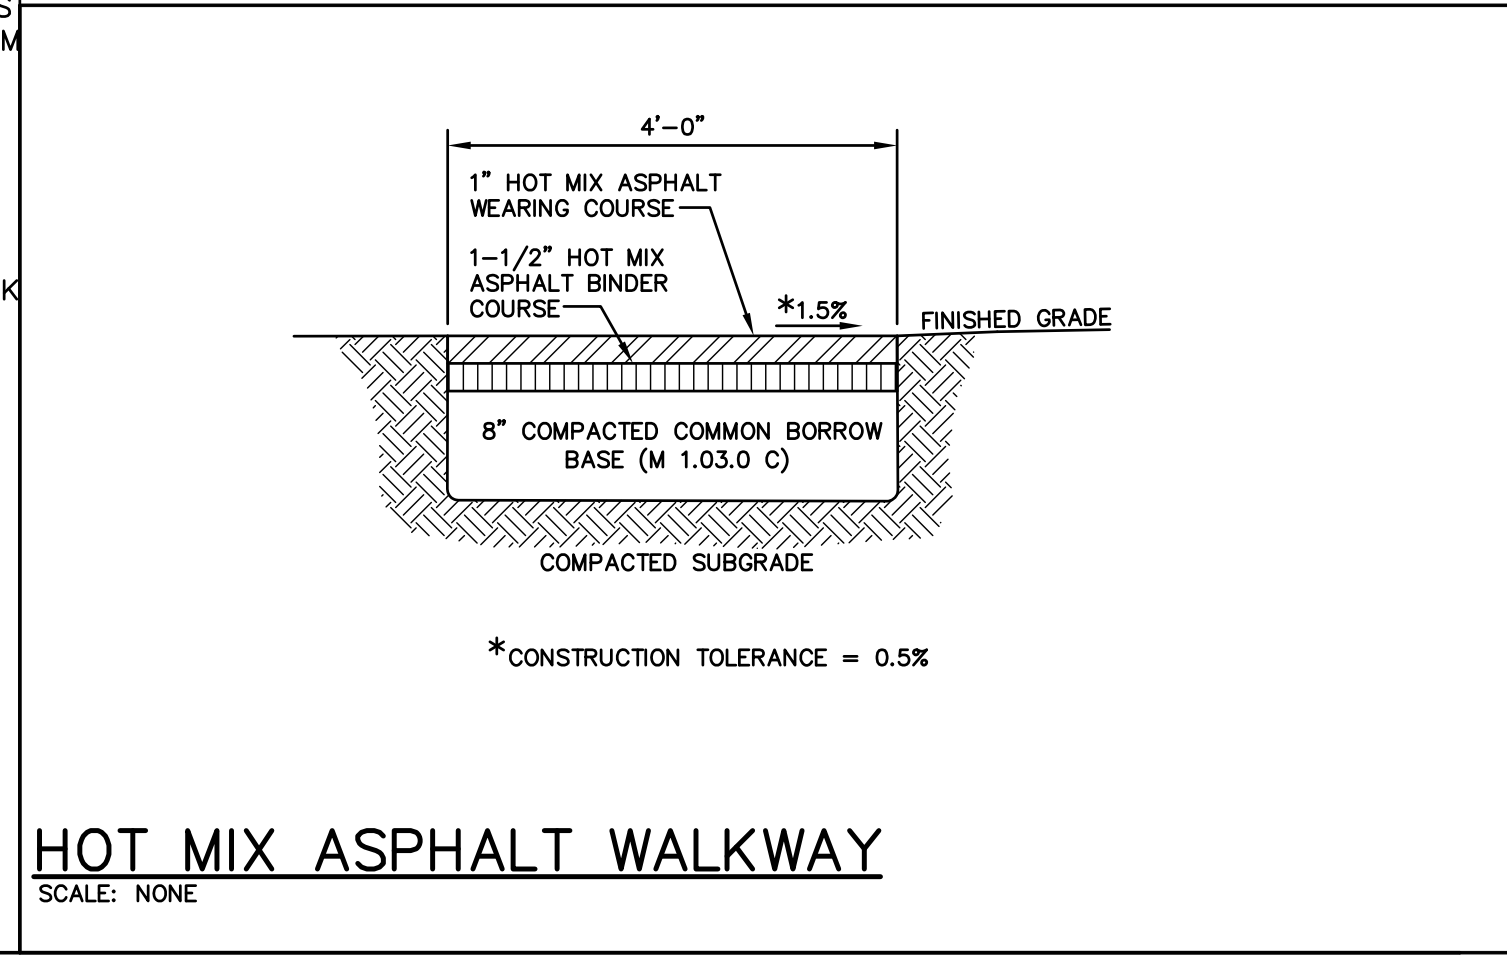 S
M
K
4'-0"
1" HOT MIX ASPHALT
WEARING COURSE
1-1/2" HOT MIX
ASPHALT BINDER
COURSE
*1.5%
FINISHED GRADE
8" COMPACTED COMMON BORROW
BASE (M 1.03.0 C)
COMPACTED SUBGRADE
*CONSTRUCTION TOLERANCE = 0.5%
HOT MIX ASPHALT WALKWAY
SCALE: NONE